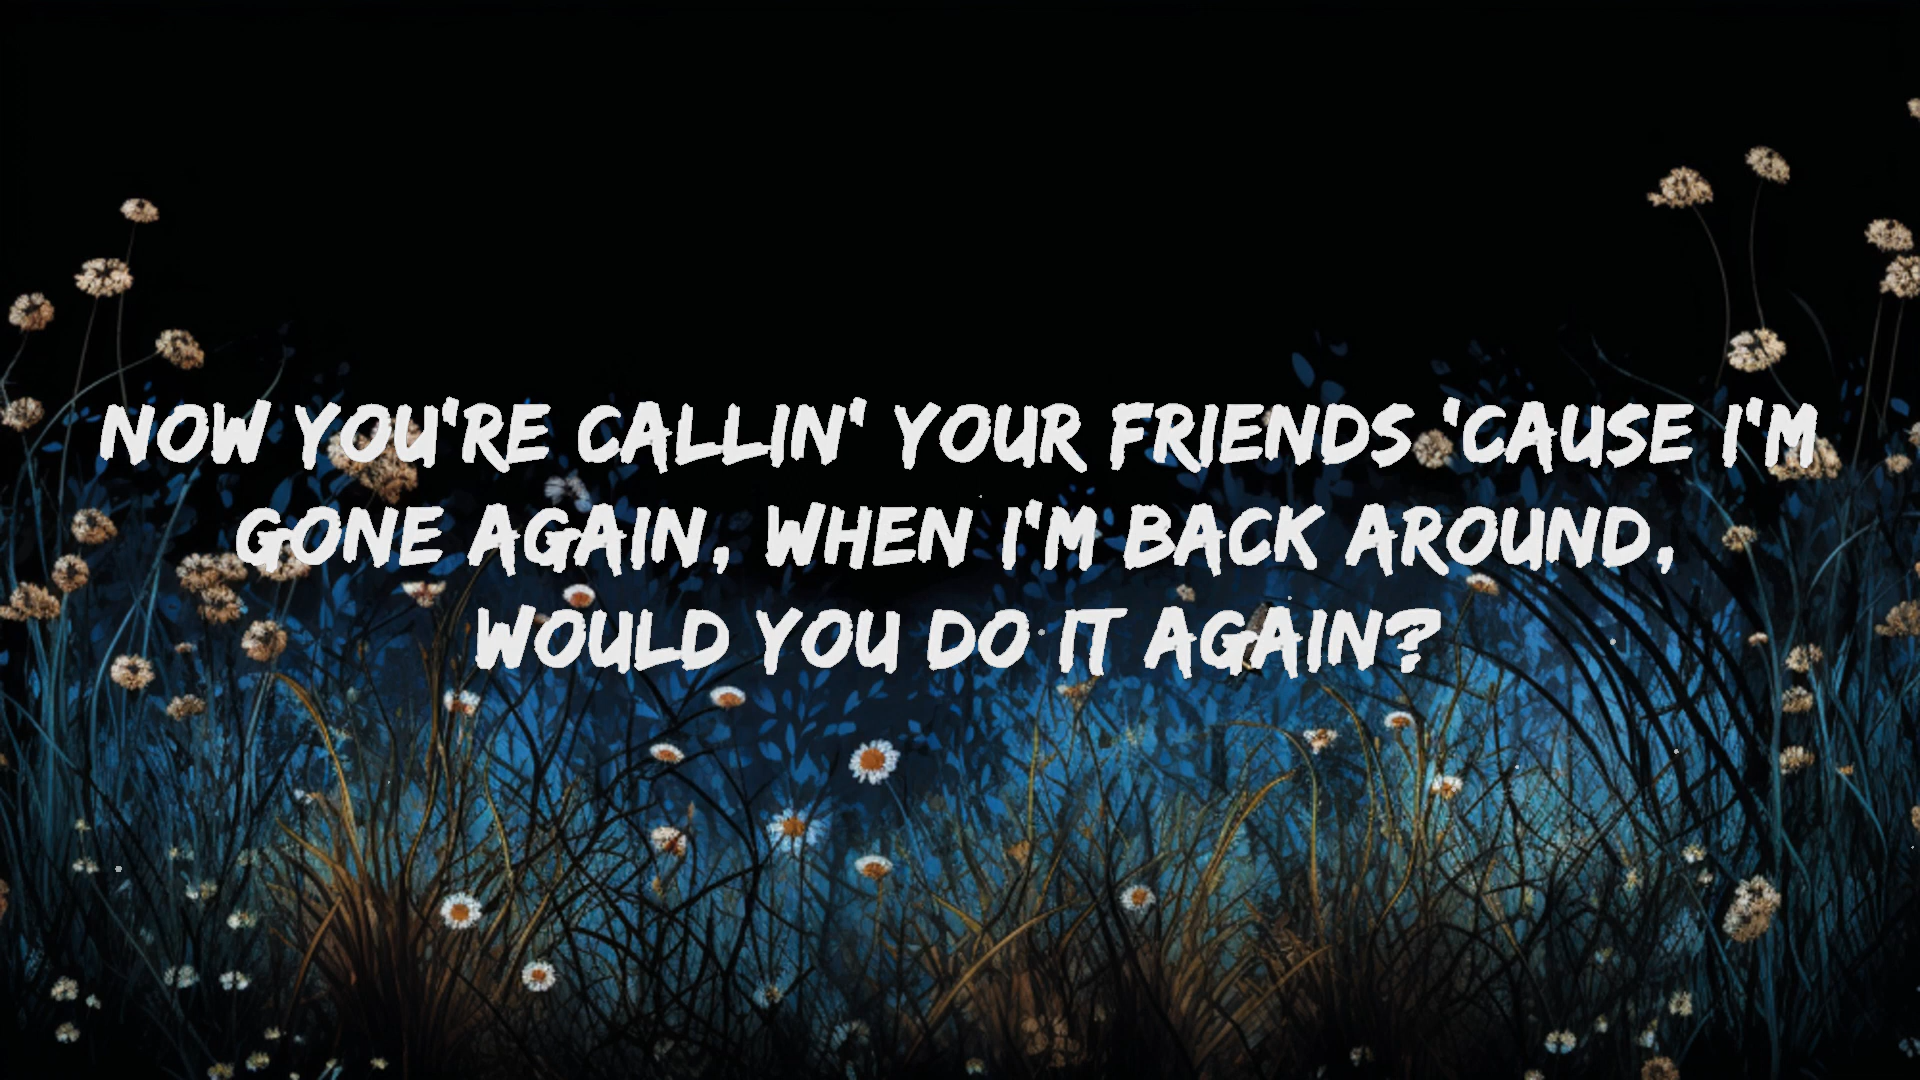 NOW YOU'RE CALLIN' YOUR FRIENDS 'CAUSE I'M
GONE AGAIN, WHEN I'M BACK AROUND,
WOULD YOU DO IT AGAIN?